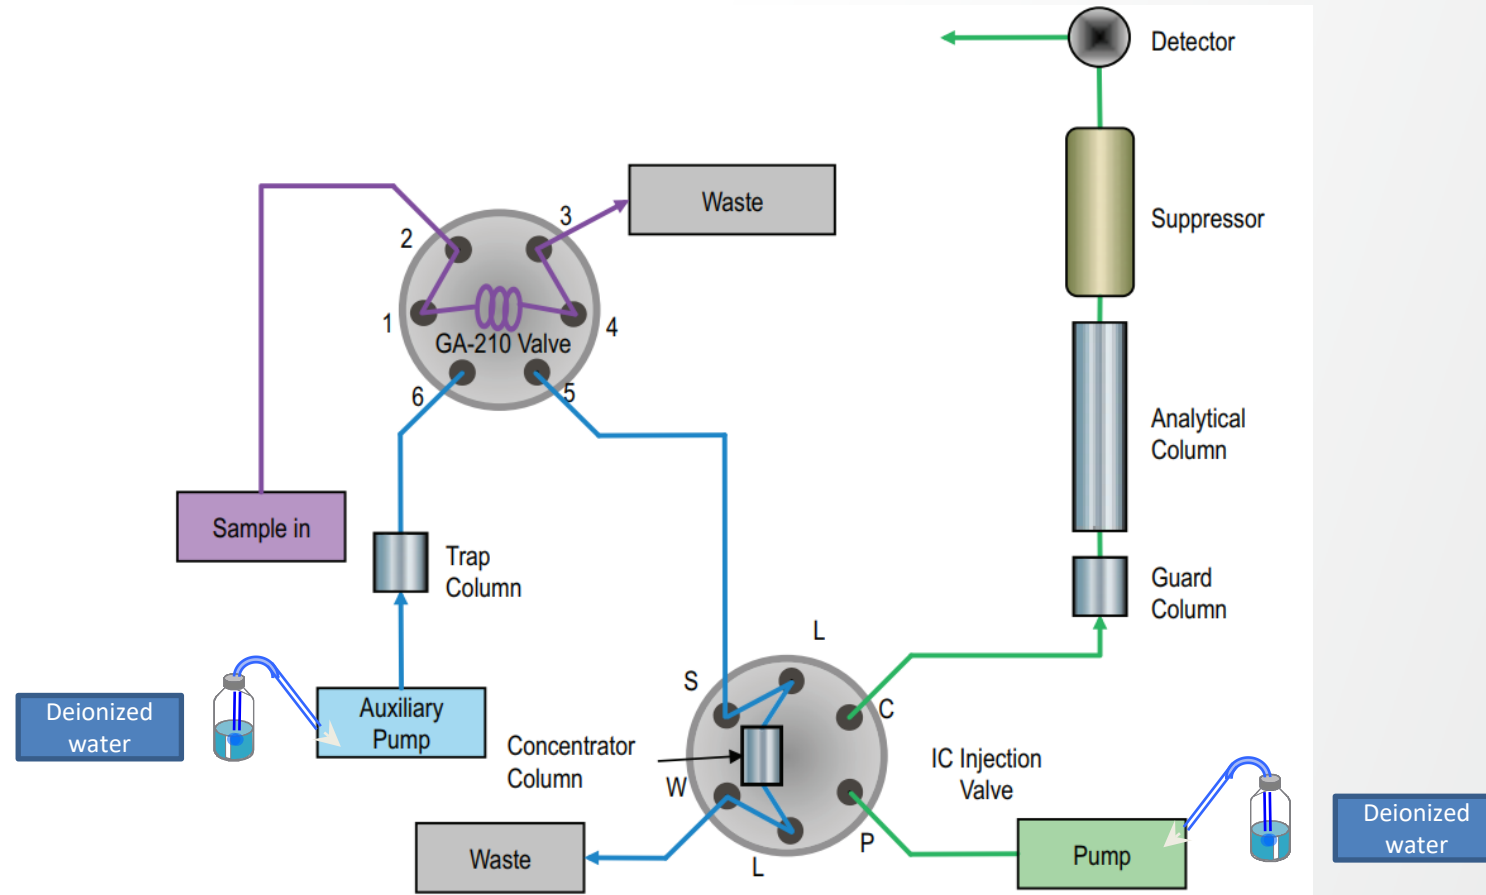 Detector
Waste
3
2
Suppressor
1
4
GA-210 Valve
6
5
Analytical
Column
Sample in
Trap
Column
Guard
Column
L
S
C
Deionized
water
Auxiliary
Pump
Concentrator
Column
W
IC Injection
Valve
Deionized
water
P
Pump
Waste
L